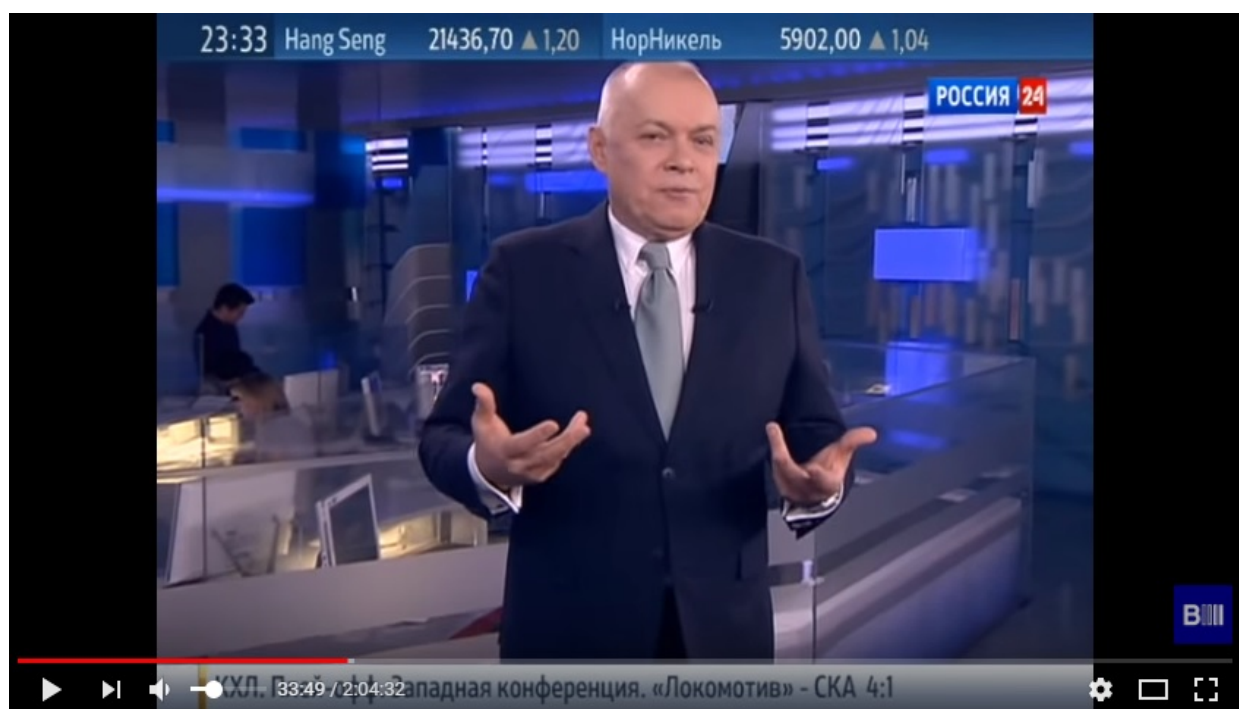 23:33 Hang Seng 21436,70 ▲ 1,20 НорНикель 5902,00 ▲ 1,04
РОССИЯ 24
B
КХЛ. конференция. «Локомотив» - СКА 4:1
33:49 / 2:04:32